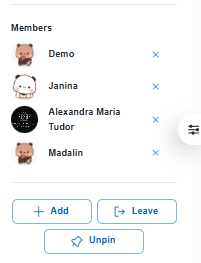 Members
Demo
Janina
Alexandra Maria
Tudor
Madalin
Add
Leave
Unpin